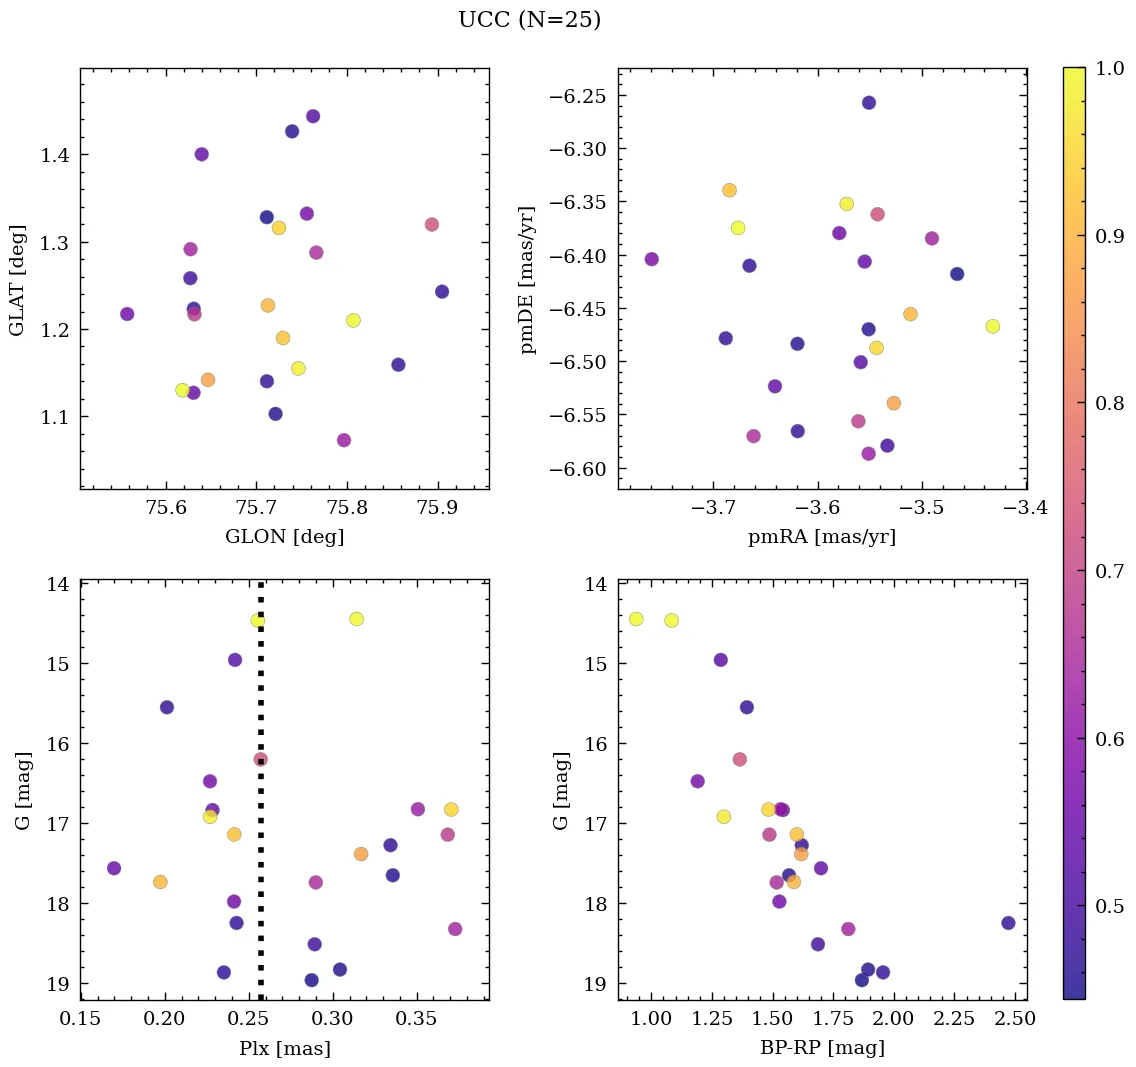 UCC (N=25)
1.4
1.3
1.2
1.1
GLAT [deg]
75.6 75.7 75.8 75.9
GLON [deg]
−6.25
−6.30
−6.35
−6.40
−6.45
−6.50
−6.55
−6.60
pmDE [mas/yr]
−3.7 −3.6 −3.5 −3.4
pmRA [mas/yr]
14
15
16
17
18
19
G [mag]
0.15 0.20 0.25 0.30 0.35
Plx [mas]
14
15
16
17
18
19
G [mag]
1.00 1.25 1.50 1.75 2.00 2.25 2.50
BP-RP [mag]
1.0
0.9
0.8
0.7
0.6
0.5